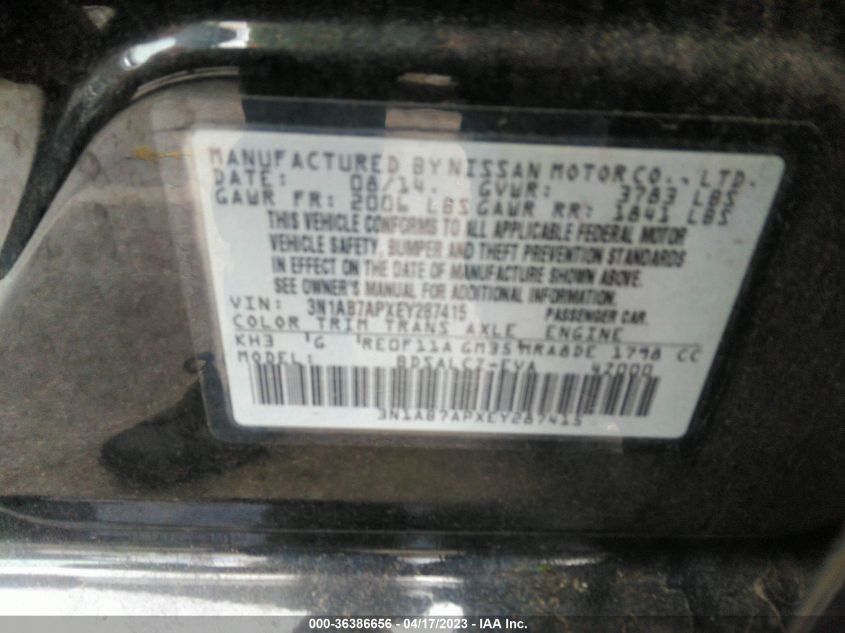 MANUFACTURED BY NISSAN MOTOR CO., LTD.
DATE: 08/14. GVWR: 3783 LBS
GAWR FR: 2006 LBS GAWR RR: 1841 LBS
THIS VEHICLE CONFORMS TO ALL APPLICABLE FEDERAL MOTOR
VEHICLE SAFETY, BUMPER AND THEFT PREVENTION STANDARDS
IN EFFECT ON THE DATE OF MANUFACTURE SHOWN ABOVE.
SEE OWNER'S MANUAL FOR ADDITIONAL INFORMATION.
VIN: 3N1AB7APXEY287415 PASSENGER CAR.
COLOR TRIM TRANS AXLE ENGINE
KH3 G RE0F11A GM35 MRA8DE 1798 CC
MODEL: 42000
3N1AB7APXEY287415
000-36386656 - 04/17/2023 - IAA Inc.